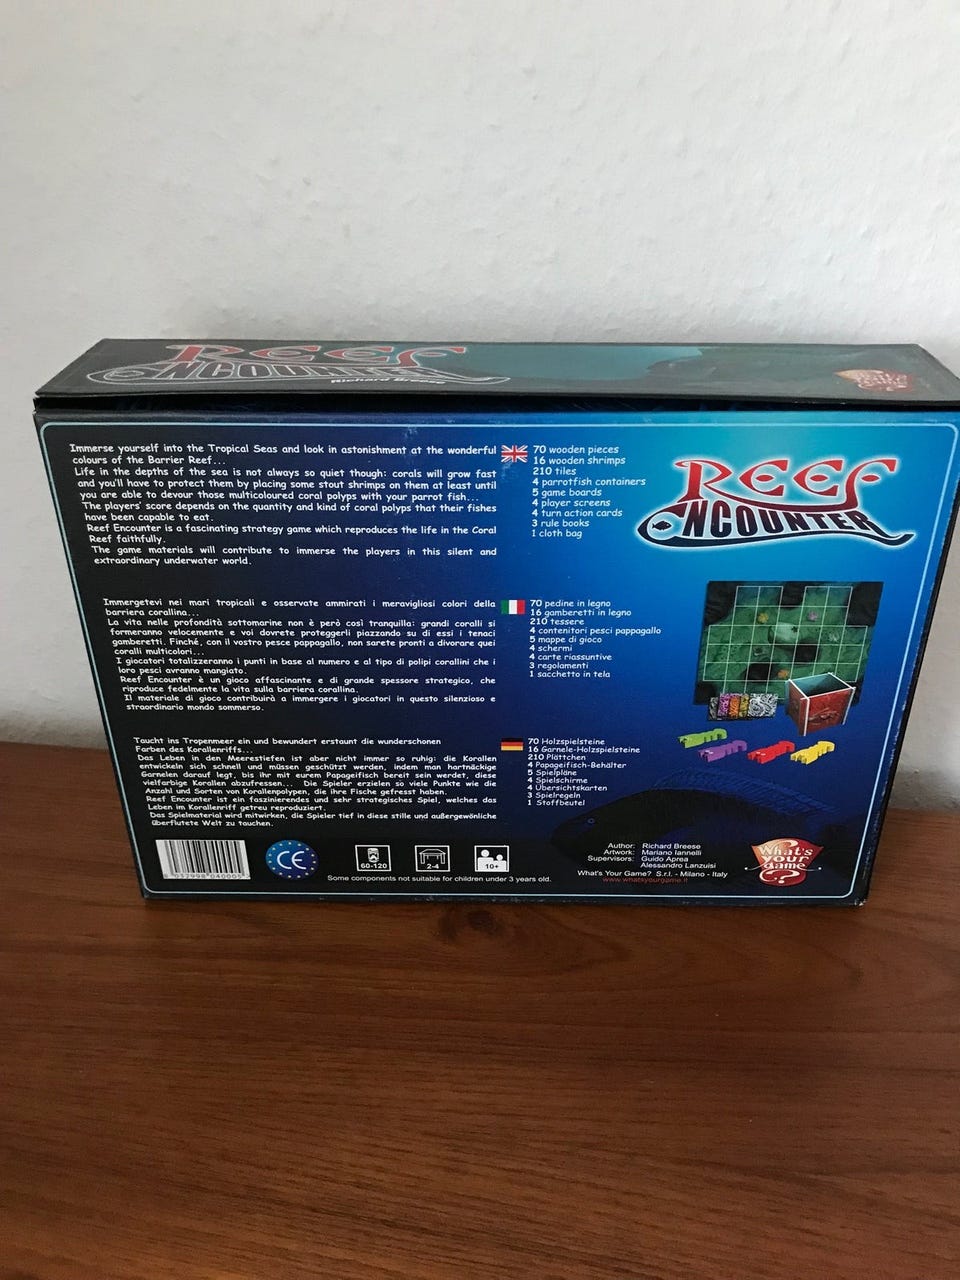 REEF
ENCOUNTER
Richard Breese
What's your game?
Immerse yourself into the Tropical Seas and look in astonishment at the wonderful
colours of the Barrier Reef...
Life in the depths of the sea is not always so quiet though: corals will grow fast
and you'll have to protect them by placing some stout shrimps on them at least until
you are able to devour those multicoloured coral polyps with your parrot fish...
The players' score depends on the quantity and kind of coral polyps that their fishes
have been capable to eat.
Reef Encounter is a fascinating strategy game which reproduces the life in the Coral
Reef faithfully.
The game materials will contribute to immerse the players in this silent and
extraordinary underwater world.
70 wooden pieces
16 wooden shrimps
210 tiles
4 parrotfish containers
5 game boards
4 player screens
4 turn action cards
3 rule books
1 cloth bag
REEF
ENCOUNTER
Immergetevi nei mari tropicali e osservate ammirati i meravigliosi colori della
barriera corallina...
La vita nelle profondità sottomarine non è però così tranquilla: grandi coralli si
formeranno velocemente e voi dovrete proteggerli piazzando su di essi i tenaci
gamberetti. Finché, con il vostro pesce pappagallo, non sarete pronti a divorare quei
coralli multicolori...
I giocatori totalizzeranno i punti in base al numero e al tipo di polipi corallini che i
loro pesci avranno mangiato.
Reef Encounter è un gioco affascinante e di grande spessore strategico, che
riproduce fedelmente la vita sulla barriera corallina.
Il materiale di gioco contribuirà a immergere i giocatori in questo silenzioso e
straordinario mondo sommerso.
70 pedine in legno
16 gamberetti in legno
210 tessere
4 contenitori pesci pappagallo
5 mappe di gioco
4 schermi
4 carte riassuntive
3 regolamenti
1 sacchetto in tela
Taucht ins Tropenmeer ein und bewundert erstaunt die wunderschonen
Farben des Korallenriffs...
Das Leben in den Meerestiefen ist aber nicht immer so ruhig: die Korallen
entwickeln sich schnell und müssen geschützt werden, indem man hartnäckige
Garnelen darauf legt, bis ihr mit eurem Papageifisch bereit sein werdet, diese
vielfarbige Korallen abzufressen... Die Spieler erzielen so viele Punkte wie die
Anzahl und Sorten von Korallenpolypen, die ihre Fische gefresst haben.
Reef Encounter ist ein faszinierendes und sehr strategisches Spiel, welches das
Leben im Korallenriff getreu reproduziert.
Das Spielmaterial wird mitwirken, die Spieler tief in diese stille und außergewönliche
überflutete Welt zu tauchen.
70 Holzspielsteine
16 Garnele-Holzspielsteine
210 Plättchen
4 Papageifisch-Behälter
5 Spielpläne
4 Spielschirme
4 Übersichtskarten
3 Spielregeln
1 Stoffbeutel
CE
60-120
2-4
10+
Some components not suitable for children under 3 years old.
Author: Richard Breese
Artwork: Mariano Iannelli
Supervisors: Guido Aprea
Alessandro Lanzuisi
What's Your Game? S.r.l. - Milano - Italy
www.whatsyourgame.it
What's
your
game
?